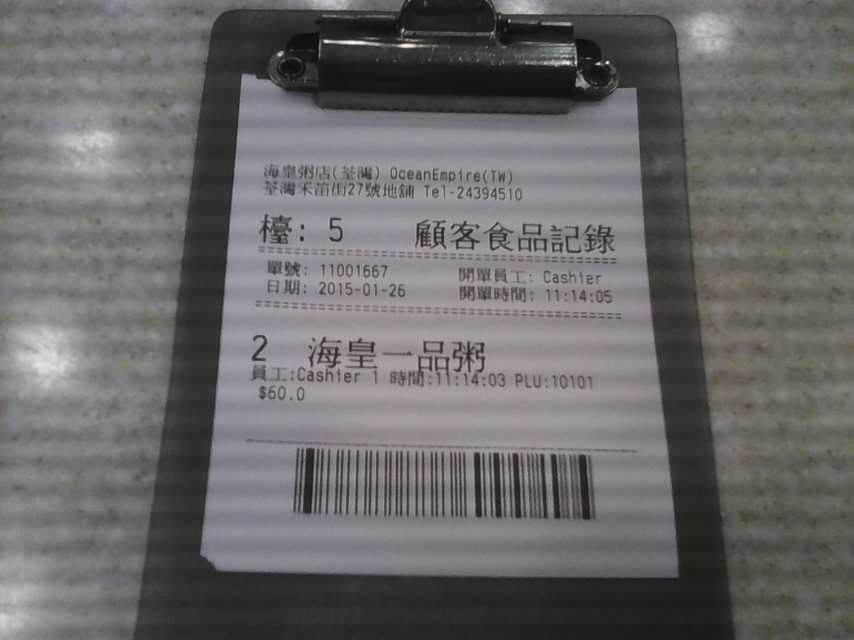 海皇粥店(荃灣) OceanEmpire(TW)
荃灣禾笛街27號地舖 Tel-24394510
檯: 5 顧客食品記錄
單號: 11001667 開單員工: Cashier
日期: 2015-01-26 開單時間: 11:14:05
2 海皇一品粥
員工:Cashier 1 時間:11:14:03 PLU:10101
$60.0